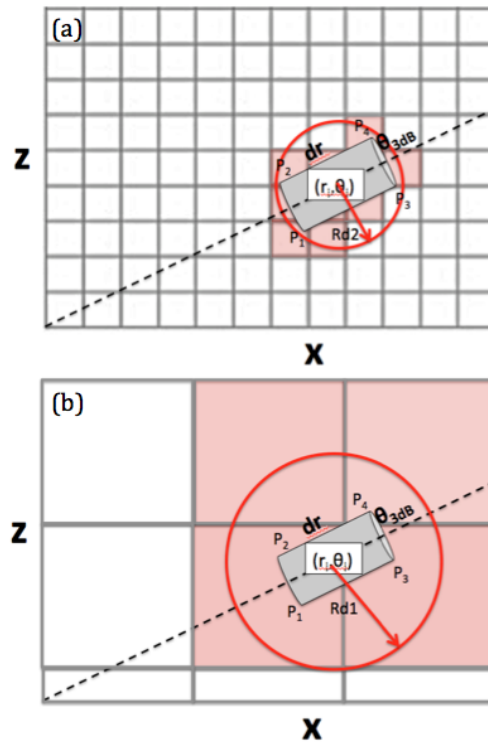 (a)
P₄
θ₃dB
dr
P₂
(r₁,θ₁)
P₃
P₁
Rd2
Z
X
(b)
P₄
θ₃dB
dr
P₂
(r₁,θ₁)
P₃
P₁
Rd1
Z
X